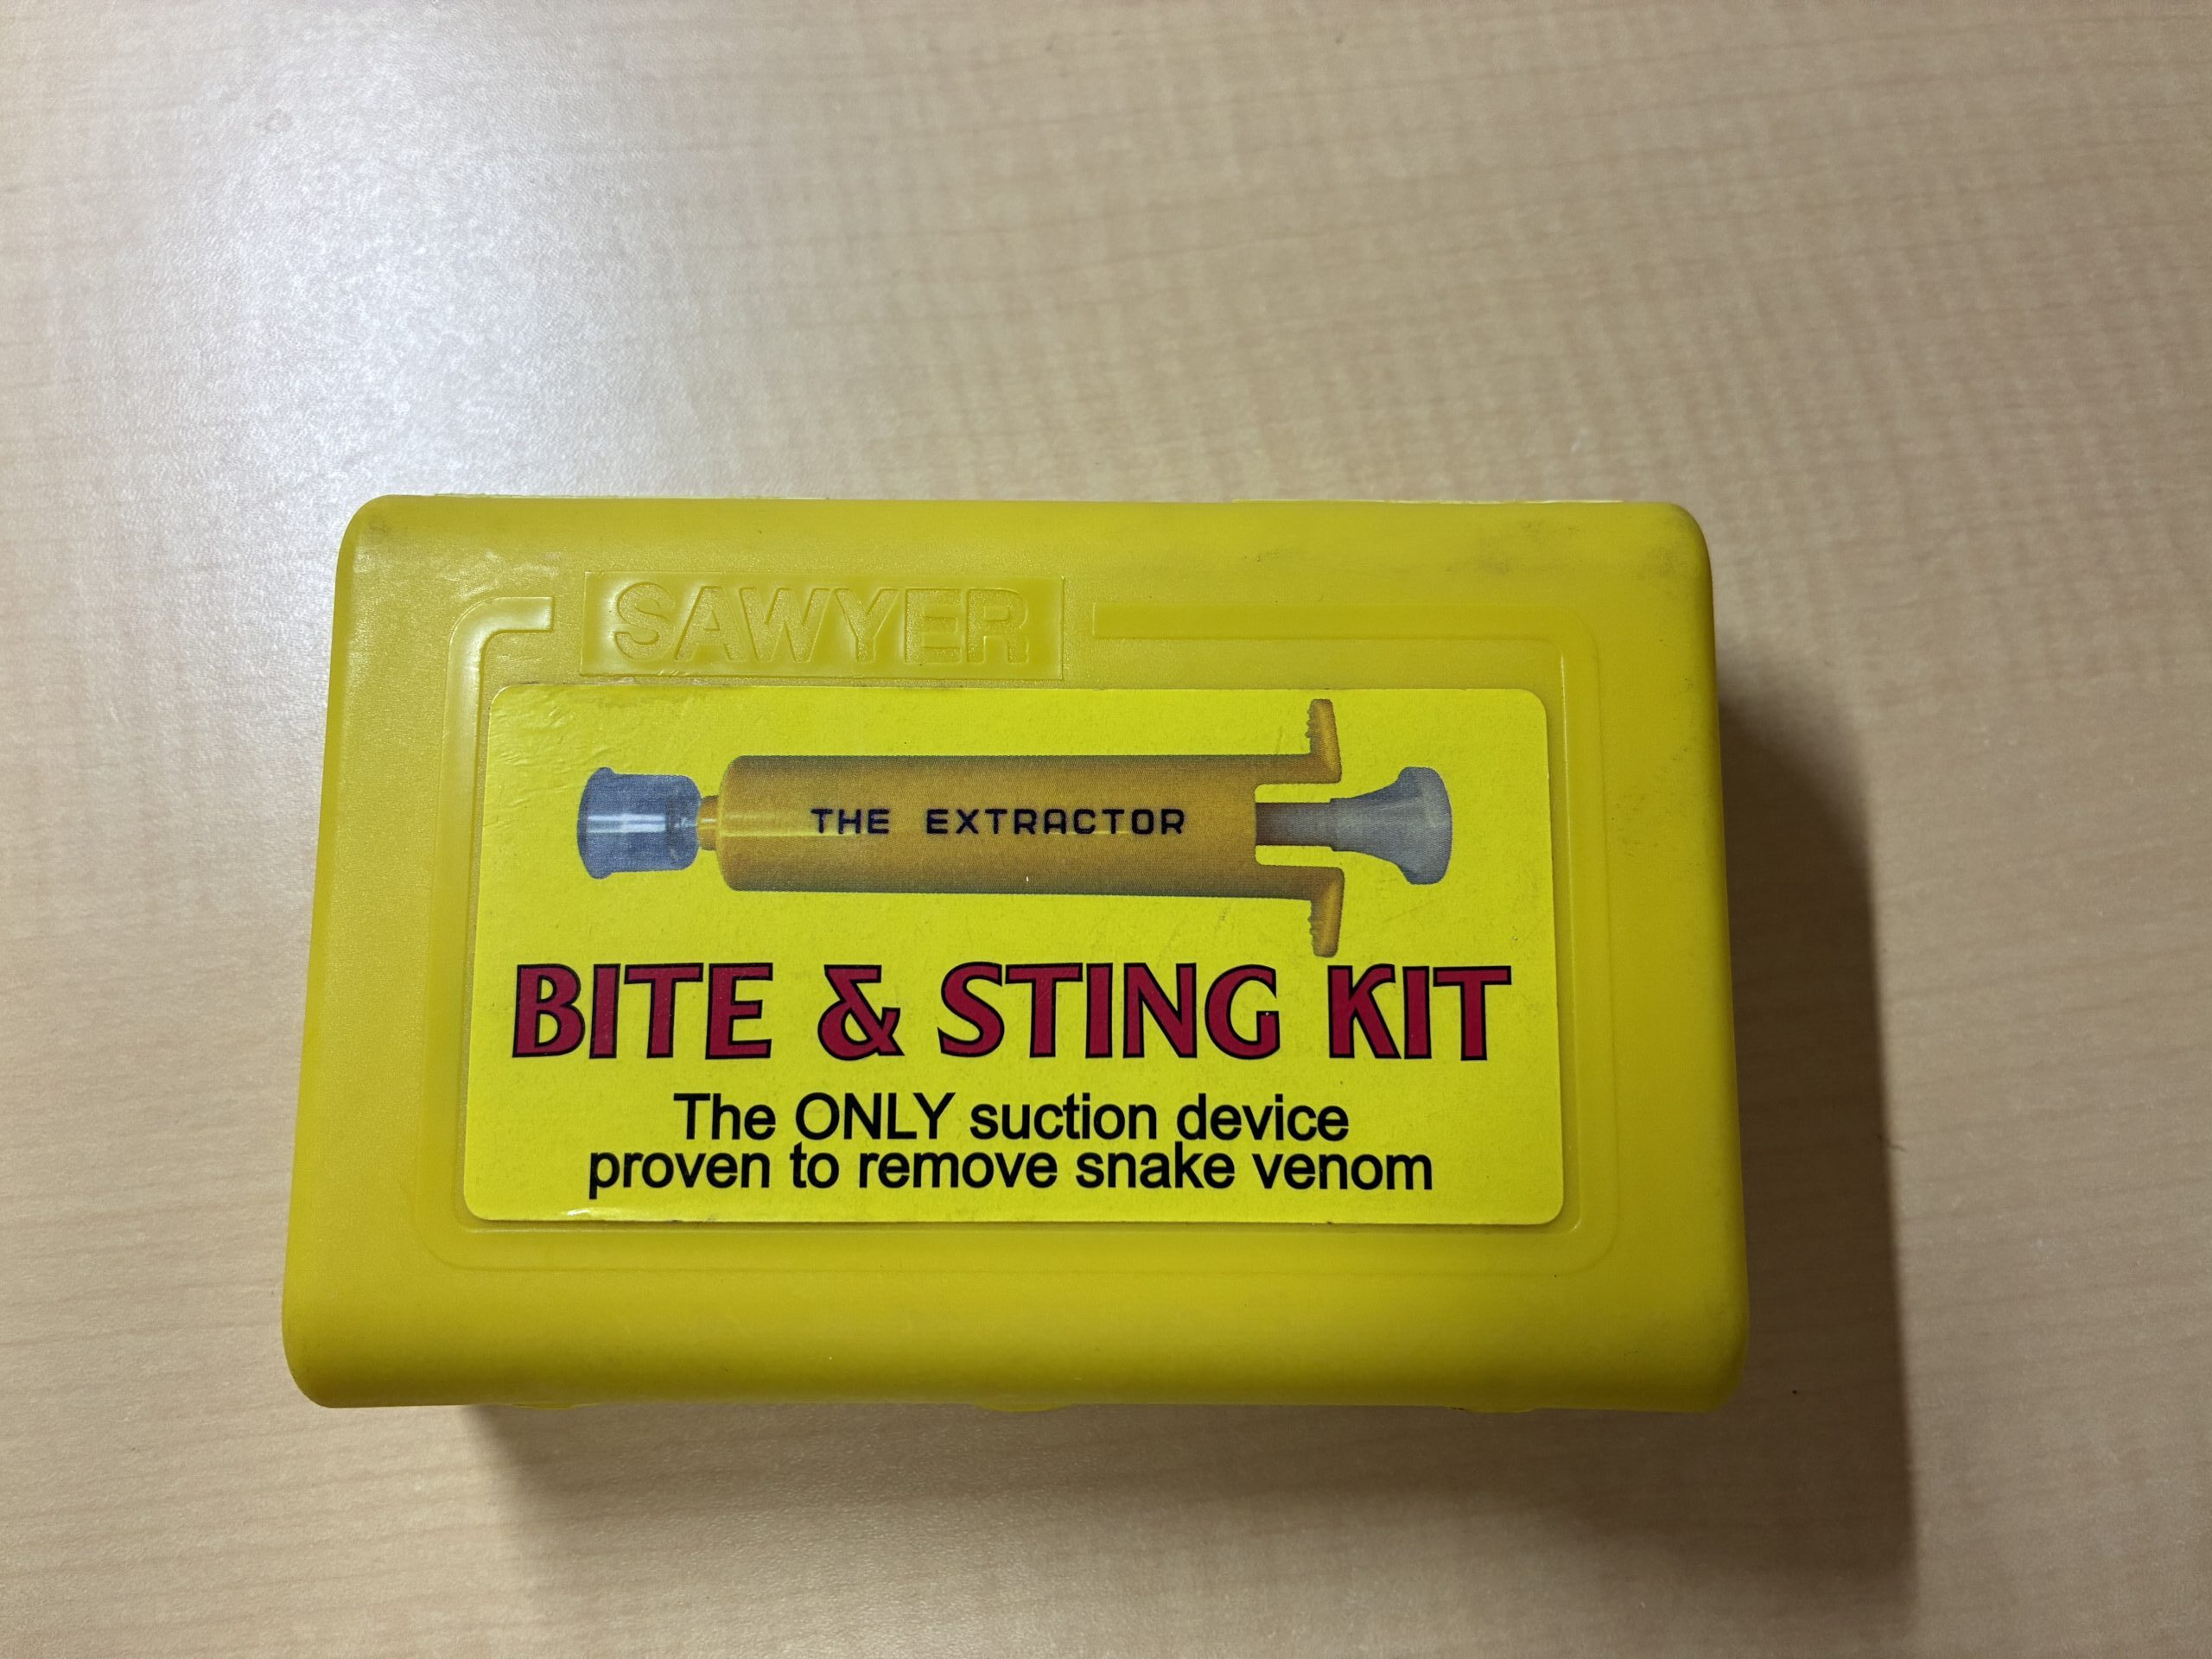 SAWYER
THE EXTRACTOR
BITE & STING KIT
The ONLY suction device
proven to remove snake venom